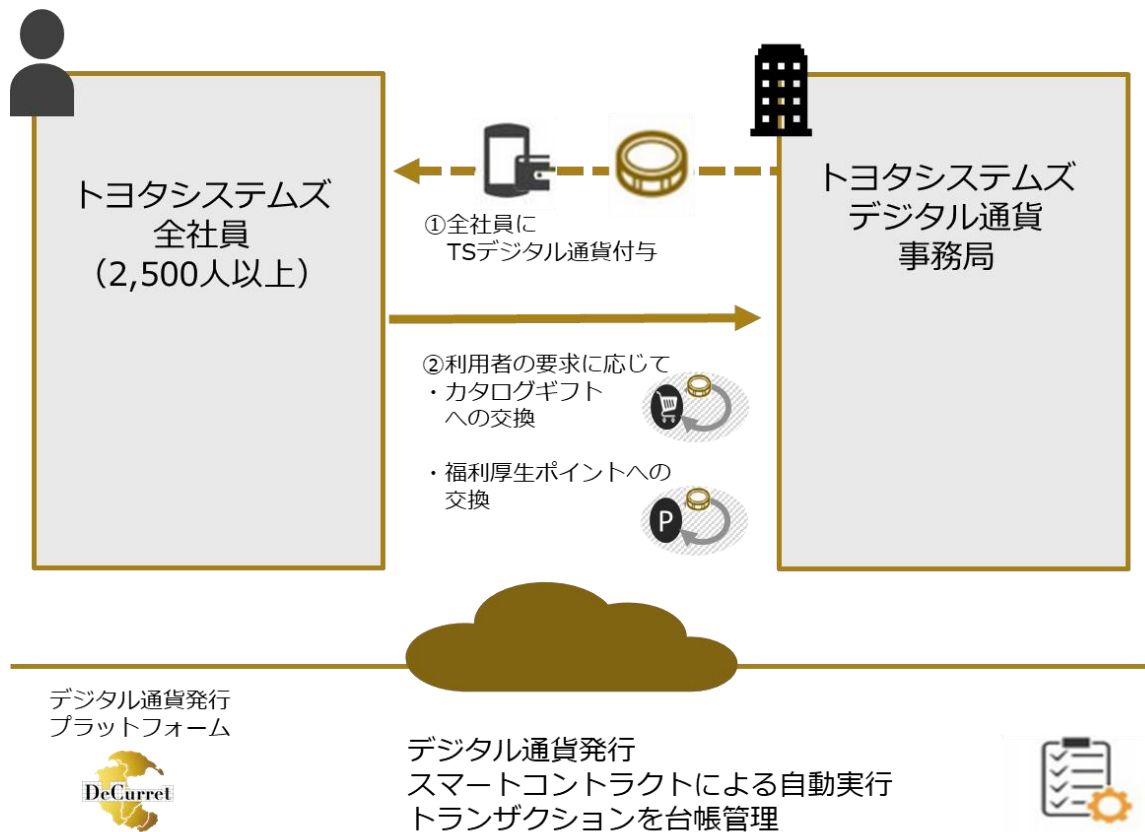 トヨタシステムズ
全社員
（2,500人以上）
①全社員に
TSデジタル通貨付与
トヨタシステムズ
デジタル通貨
事務局
②利用者の要求に応じて
・カタログギフト
への交換
・福利厚生ポイントへの
交換
P
デジタル通貨発行
プラットフォーム
DeCurret
デジタル通貨発行
スマートコントラクトによる自動実行
トランザクションを台帳管理